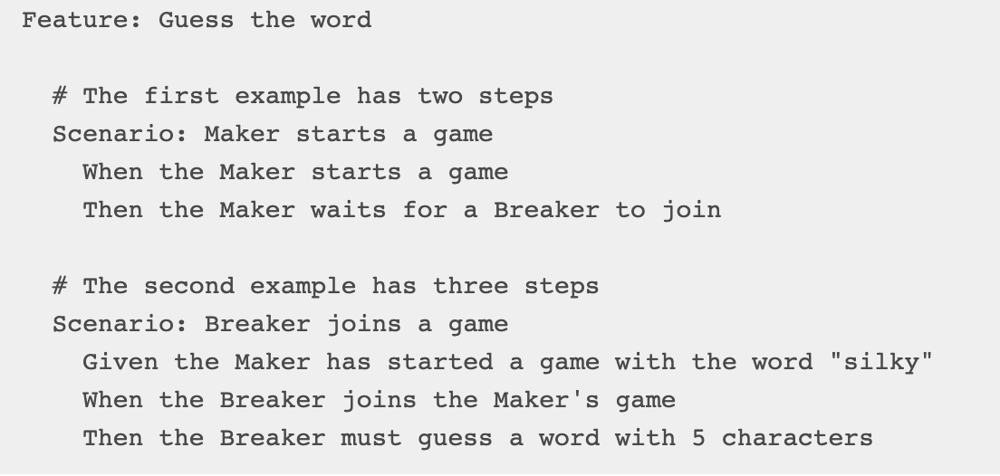 Feature: Guess the word
# The first example has two steps
Scenario: Maker starts a game
When the Maker starts a game
Then the Maker waits for a Breaker to join
# The second example has three steps
Scenario: Breaker joins a game
Given the Maker has started a game with the word "silky"
When the Breaker joins the Maker's game
Then the Breaker must guess a word with 5 characters